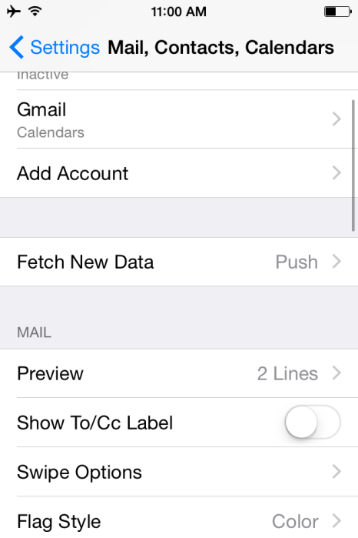 11:00 AM
Settings Mail, Contacts, Calendars
Inactive
Gmail
Calendars
Add Account
Fetch New Data Push
MAIL
Preview 2 Lines
Show To/Cc Label
Swipe Options
Flag Style Color